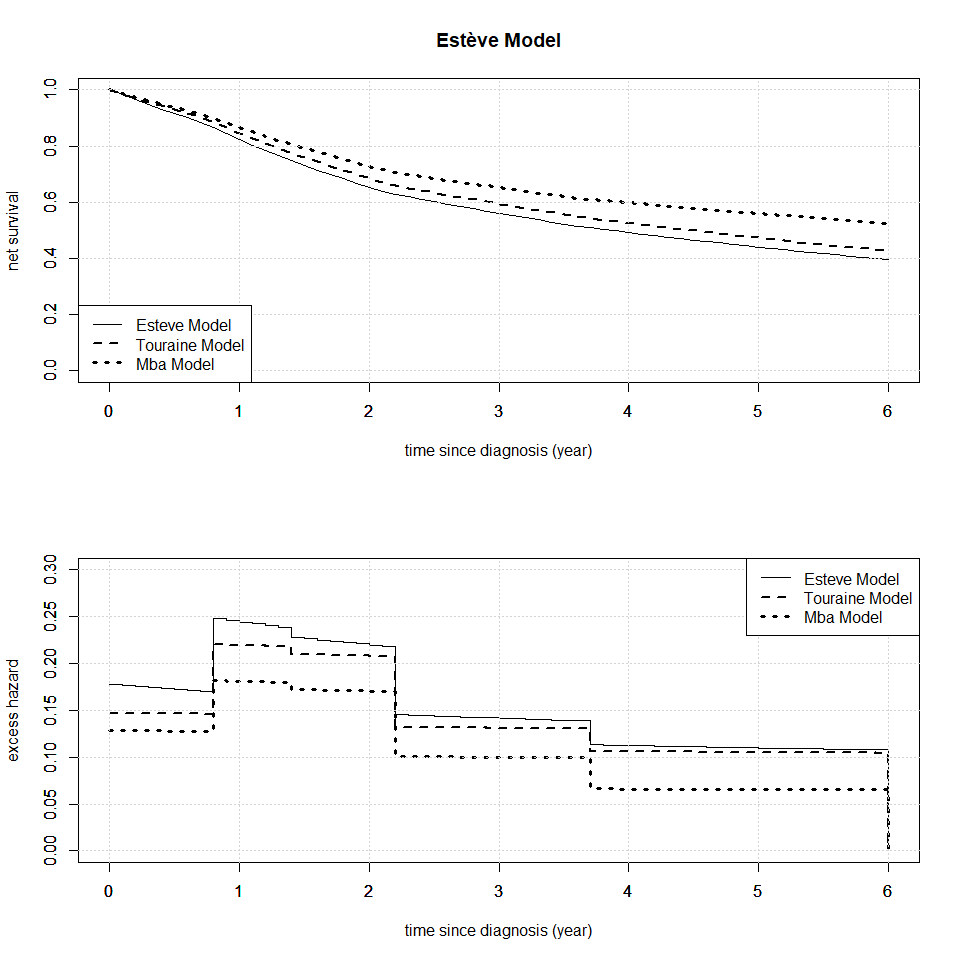 Estève Model
net survival
1.0
0.8
0.6
0.4
0.2
0.0
Esteve Model
Touraine Model
Mba Model
0 1 2 3 4 5 6
time since diagnosis (year)
excess hazard
0.30
0.25
0.20
0.15
0.10
0.05
0.00
Esteve Model
Touraine Model
Mba Model
0 1 2 3 4 5 6
time since diagnosis (year)